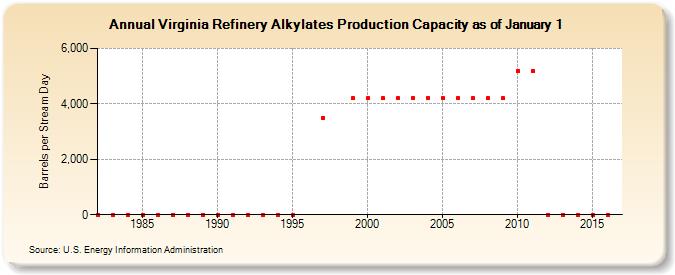 Annual Virginia Refinery Alkylates Production Capacity as of January 1
Barrels per Stream Day
6,000
4,000
2,000
0
1985 1990 1995 2000 2005 2010 2015
Source: U.S. Energy Information Administration